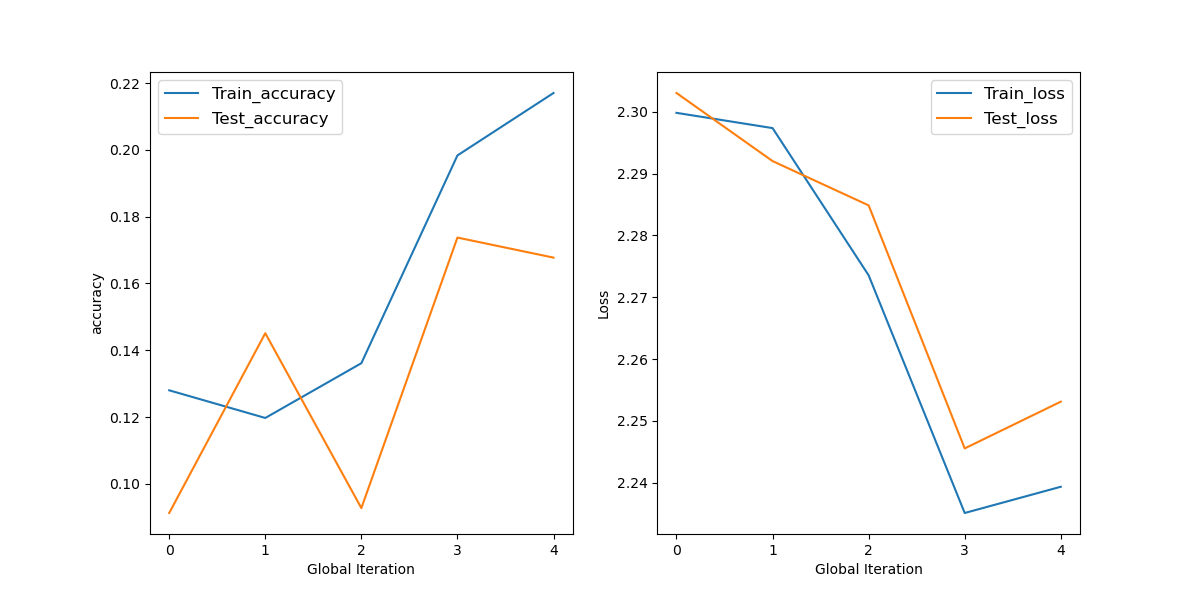 Train_accuracy
Test_accuracy
0.22
0.20
0.18
0.16
0.14
0.12
0.10
accuracy
0 1 2 3 4
Global Iteration
Train_loss
Test_loss
2.30
2.29
2.28
2.27
2.26
2.25
2.24
Loss
0 1 2 3 4
Global Iteration